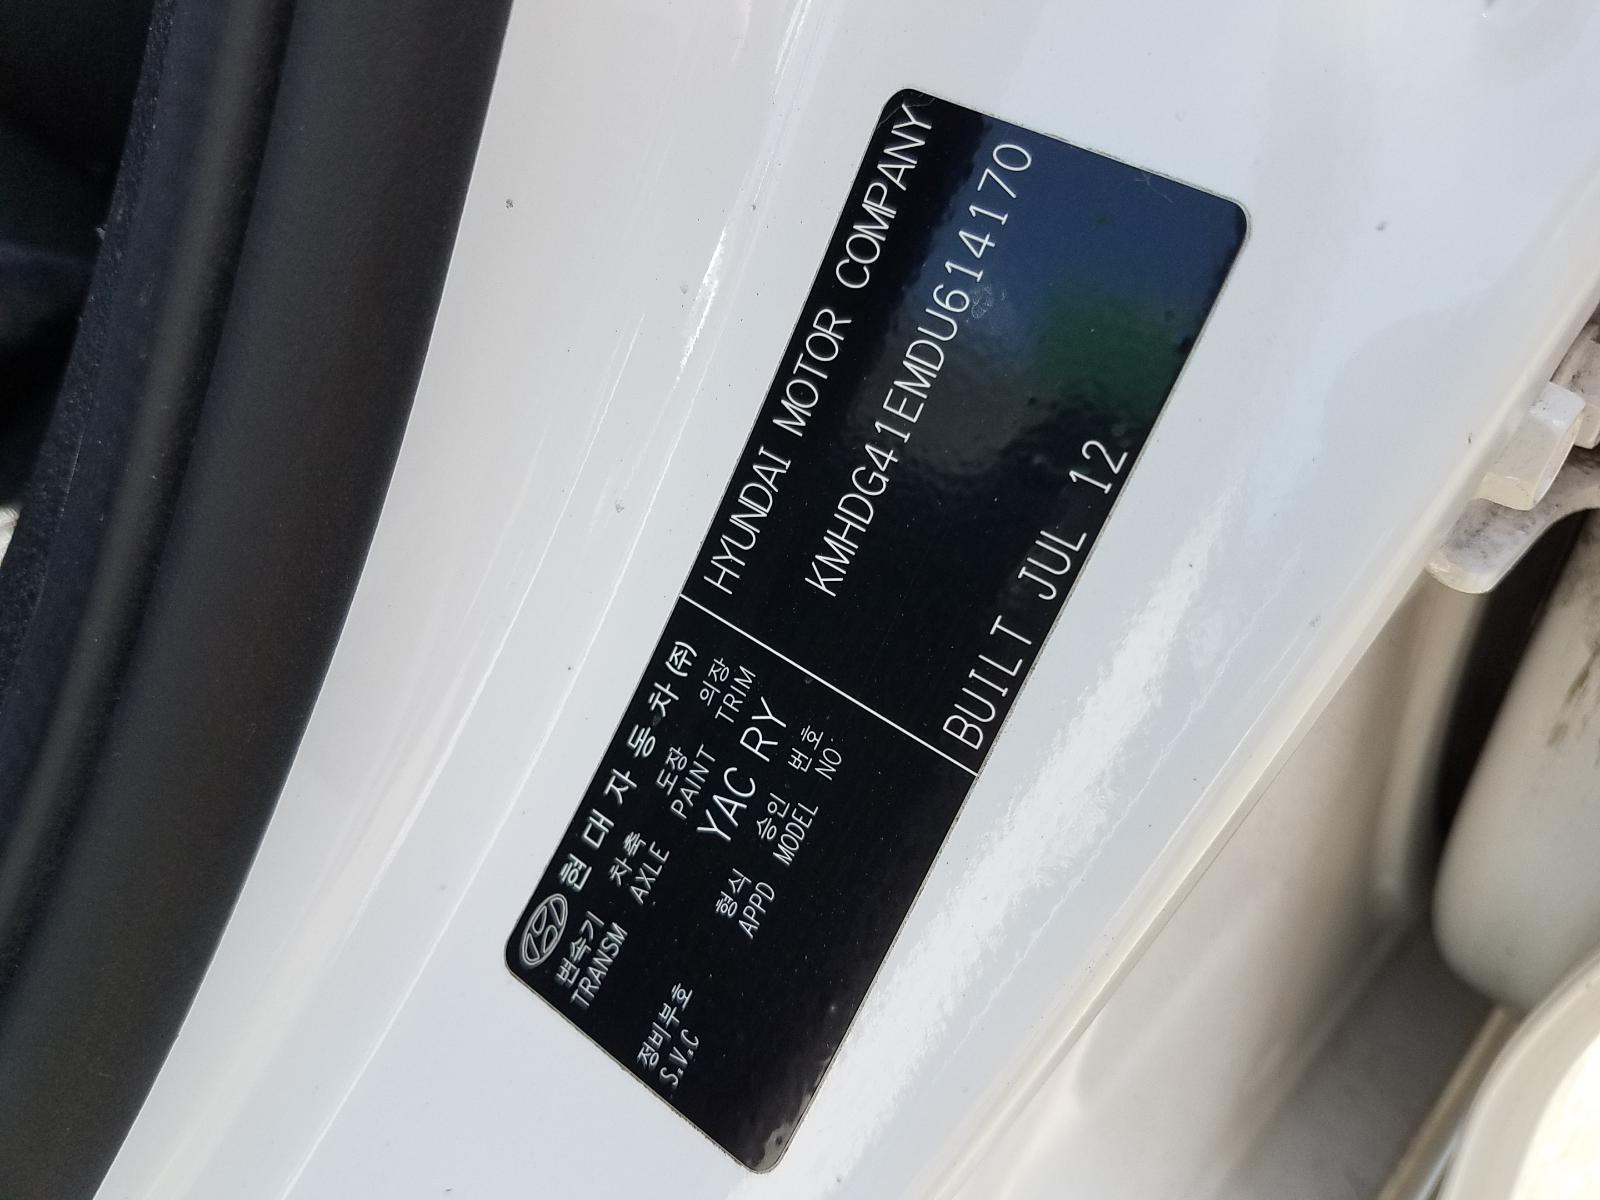 현대자동차(주)
변속기 차축 도장 의장
TRANSM AXLE PAINT TRIM
YAC RY
정비부호 형식 승인 번호
S.V.C APPD MODEL NO
HYUNDAI MOTOR COMPANY
KMHDG41EMDU614170
BUILT JUL 12